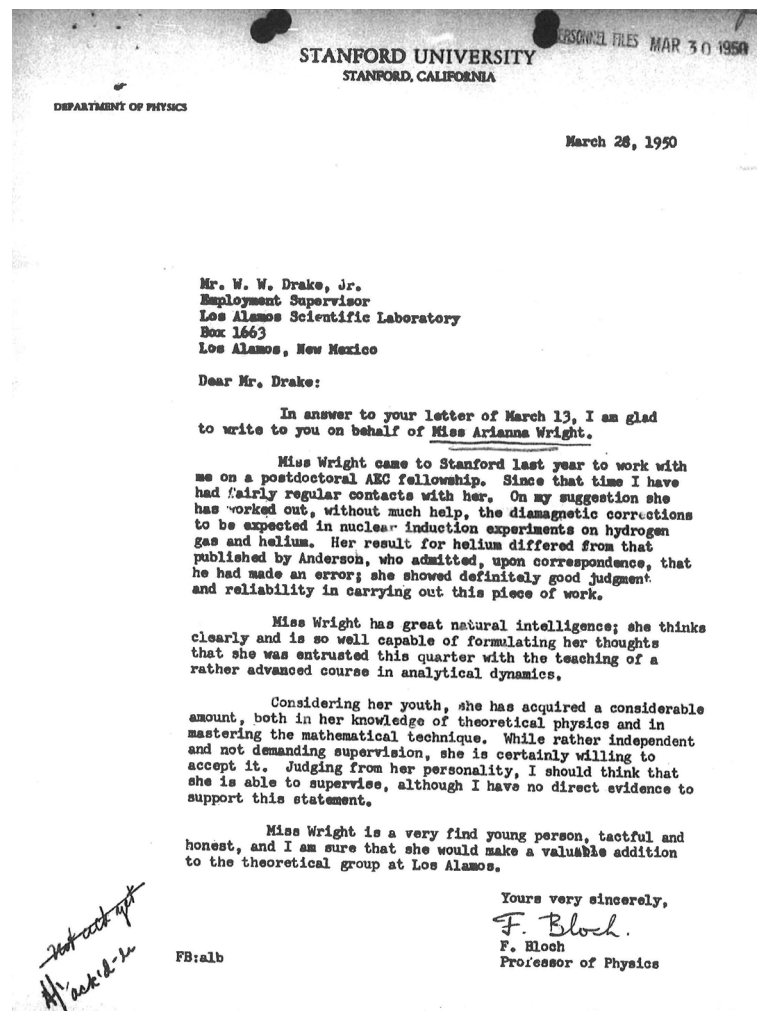 PERSONNEL FILES MAR 30 1950
STANFORD UNIVERSITY
STANFORD, CALIFORNIA
DEPARTMENT OF PHYSICS
March 28, 1950
Mr. W. W. Drake, Jr.
Employment Supervisor
Los Alamos Scientific Laboratory
Box 1663
Los Alamos, New Mexico
Dear Mr. Drake:
In answer to your letter of March 13, I am glad
to write to you on behalf of Miss Arianna Wright.
Miss Wright came to Stanford last year to work with
me on a postdoctoral AEC fellowship. Since that time I have
had fairly regular contacts with her. On my suggestion she
has worked out, without much help, the diamagnetic corrections
to be expected in nuclear induction experiments on hydrogen
gas and helium. Her result for helium differed from that
published by Anderson, who admitted, upon correspondence, that
he had made an error; she showed definitely good judgment
and reliability in carrying out this piece of work.
Miss Wright has great natural intelligence; she thinks
clearly and is so well capable of formulating her thoughts
that she was entrusted this quarter with the teaching of a
rather advanced course in analytical dynamics.
Considering her youth, she has acquired a considerable
amount, both in her knowledge of theoretical physics and in
mastering the mathematical technique. While rather independent
and not demanding supervision, she is certainly willing to
accept it. Judging from her personality, I should think that
she is able to supervise, although I have no direct evidence to
support this statement.
Miss Wright is a very find young person, tactful and
honest, and I am sure that she would make a valuable addition
to the theoretical group at Los Alamos.
Yours very sincerely,
F. Bloch.
F. Bloch
Professor of Physics
FB:alb
not ack yet
ack'd